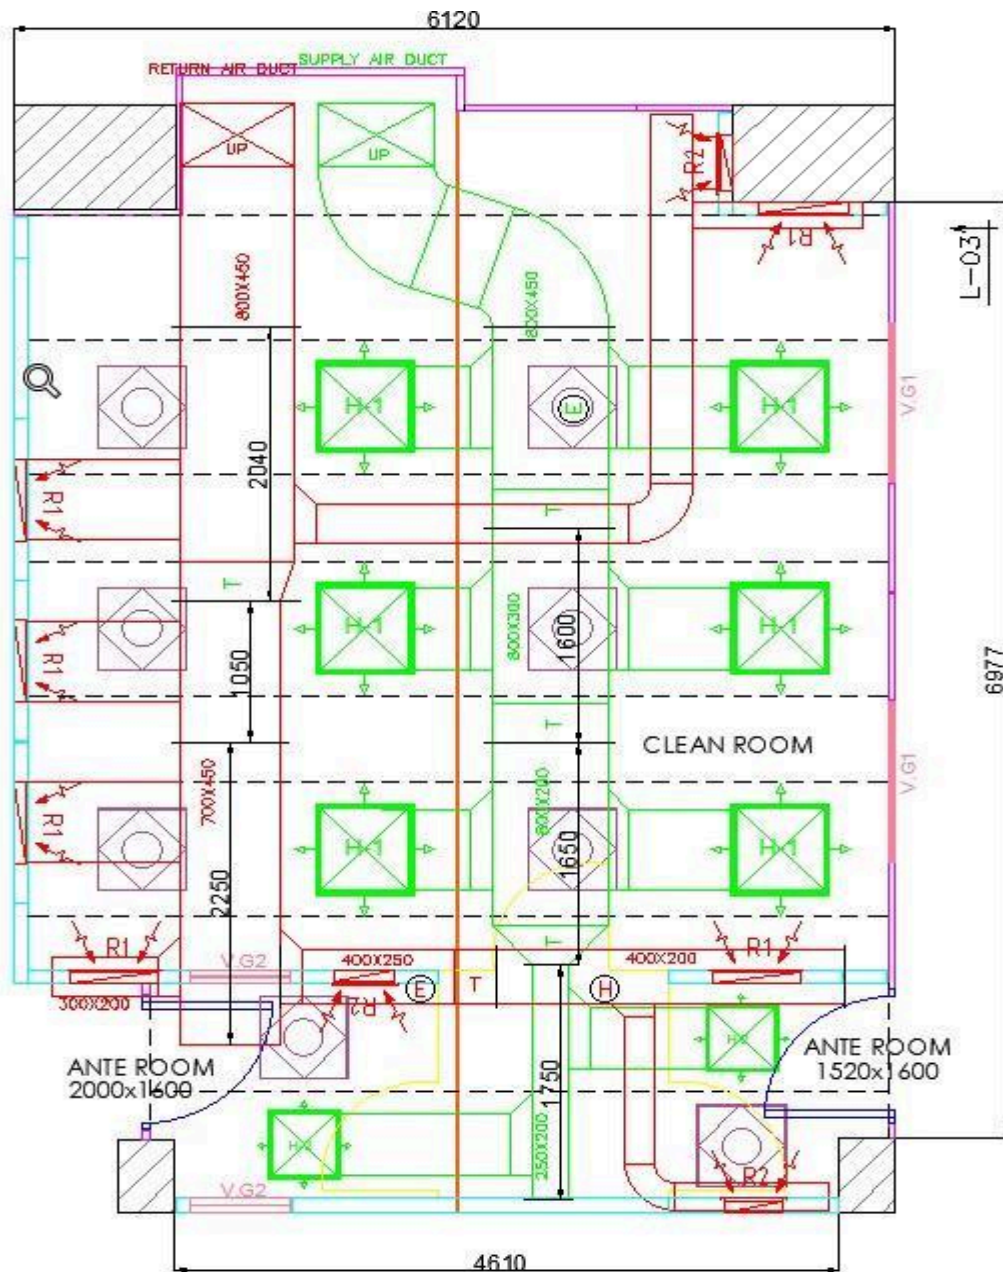 6120
SUPPLY AIR DUCT
RETURN AIR DUCT
UP
UP
R2
R1
L-03
800X450
800X450
V.G1
H-1
E
H-1
2040
R1
T
T
H-1
800X300
1600
H-1
R1
1050
6977
T
CLEAN ROOM
V.G1
700X450
800X200
R1
H-1
1650
H-1
2250
T
R1
V.G2
400X250
400X200
R1
300X200
E
T
H
R2
ANTE ROOM
2000x1600
ANTE ROOM
1520x1600
1750
250X200
V.G2
R2
4610